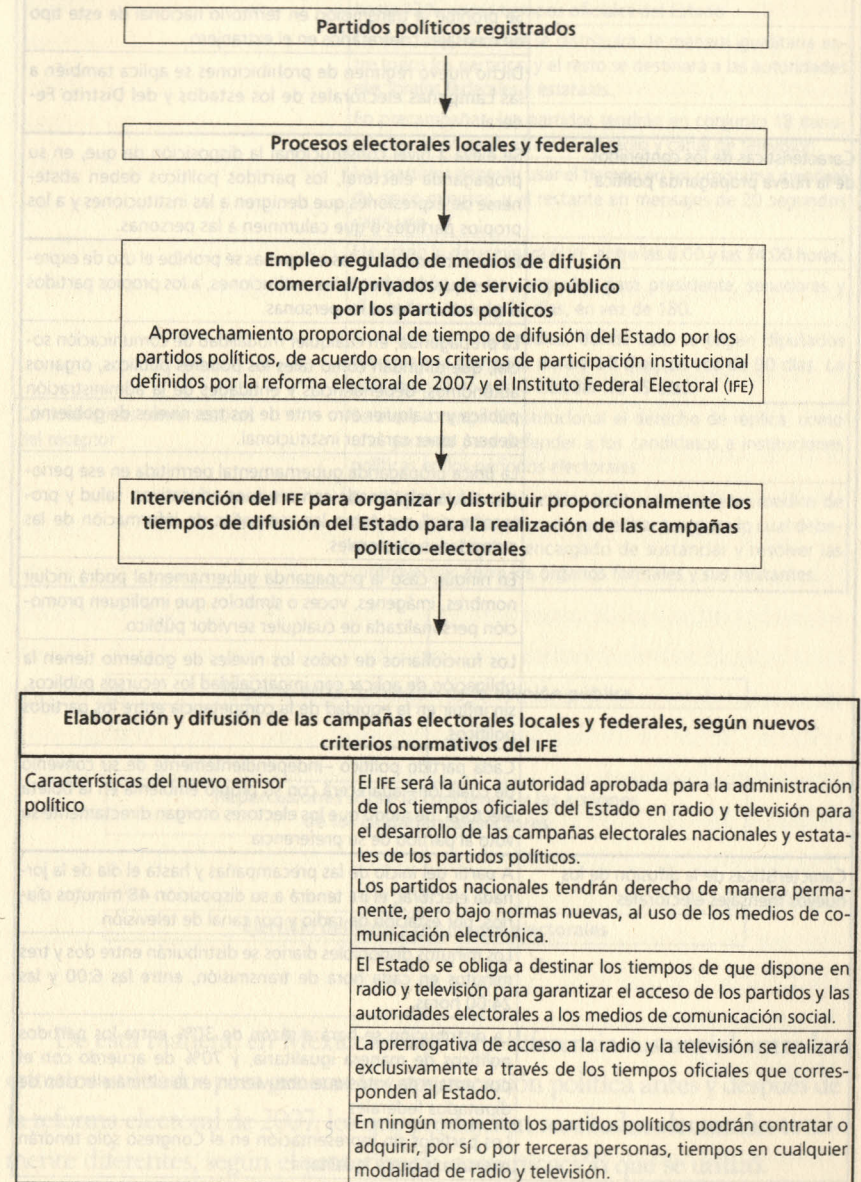 Partidos políticos registrados
Procesos electorales locales y federales
Empleo regulado de medios de difusión
comercial/privados y de servicio público
por los partidos políticos
Aprovechamiento proporcional de tiempo de difusión del Estado por los
partidos políticos, de acuerdo con los criterios de participación institucional
definidos por la reforma electoral de 2007 y el Instituto Federal Electoral (IFE)
Intervención del IFE para organizar y distribuir proporcionalmente los
tiempos de difusión del Estado para la realización de las campañas
político-electorales
Elaboración y difusión de las campañas electorales locales y federales, según nuevos
criterios normativos del IFE
Características del nuevo emisor
político
El IFE será la única autoridad aprobada para la administración
de los tiempos oficiales del Estado en radio y televisión para
el desarrollo de las campañas electorales nacionales y estata-
les de los partidos políticos.
Los partidos nacionales tendrán derecho de manera perma-
nente, pero bajo normas nuevas, al uso de los medios de co-
municación electrónica.
El Estado se obliga a destinar los tiempos de que dispone en
radio y televisión para garantizar el acceso de los partidos y las
autoridades electorales a los medios de comunicación social.
La prerrogativa de acceso a la radio y la televisión se realizará
exclusivamente a través de los tiempos oficiales que corres-
ponden al Estado.
En ningún momento los partidos políticos podrán contratar o
adquirir, por sí o por terceras personas, tiempos en cualquier
modalidad de radio y televisión.